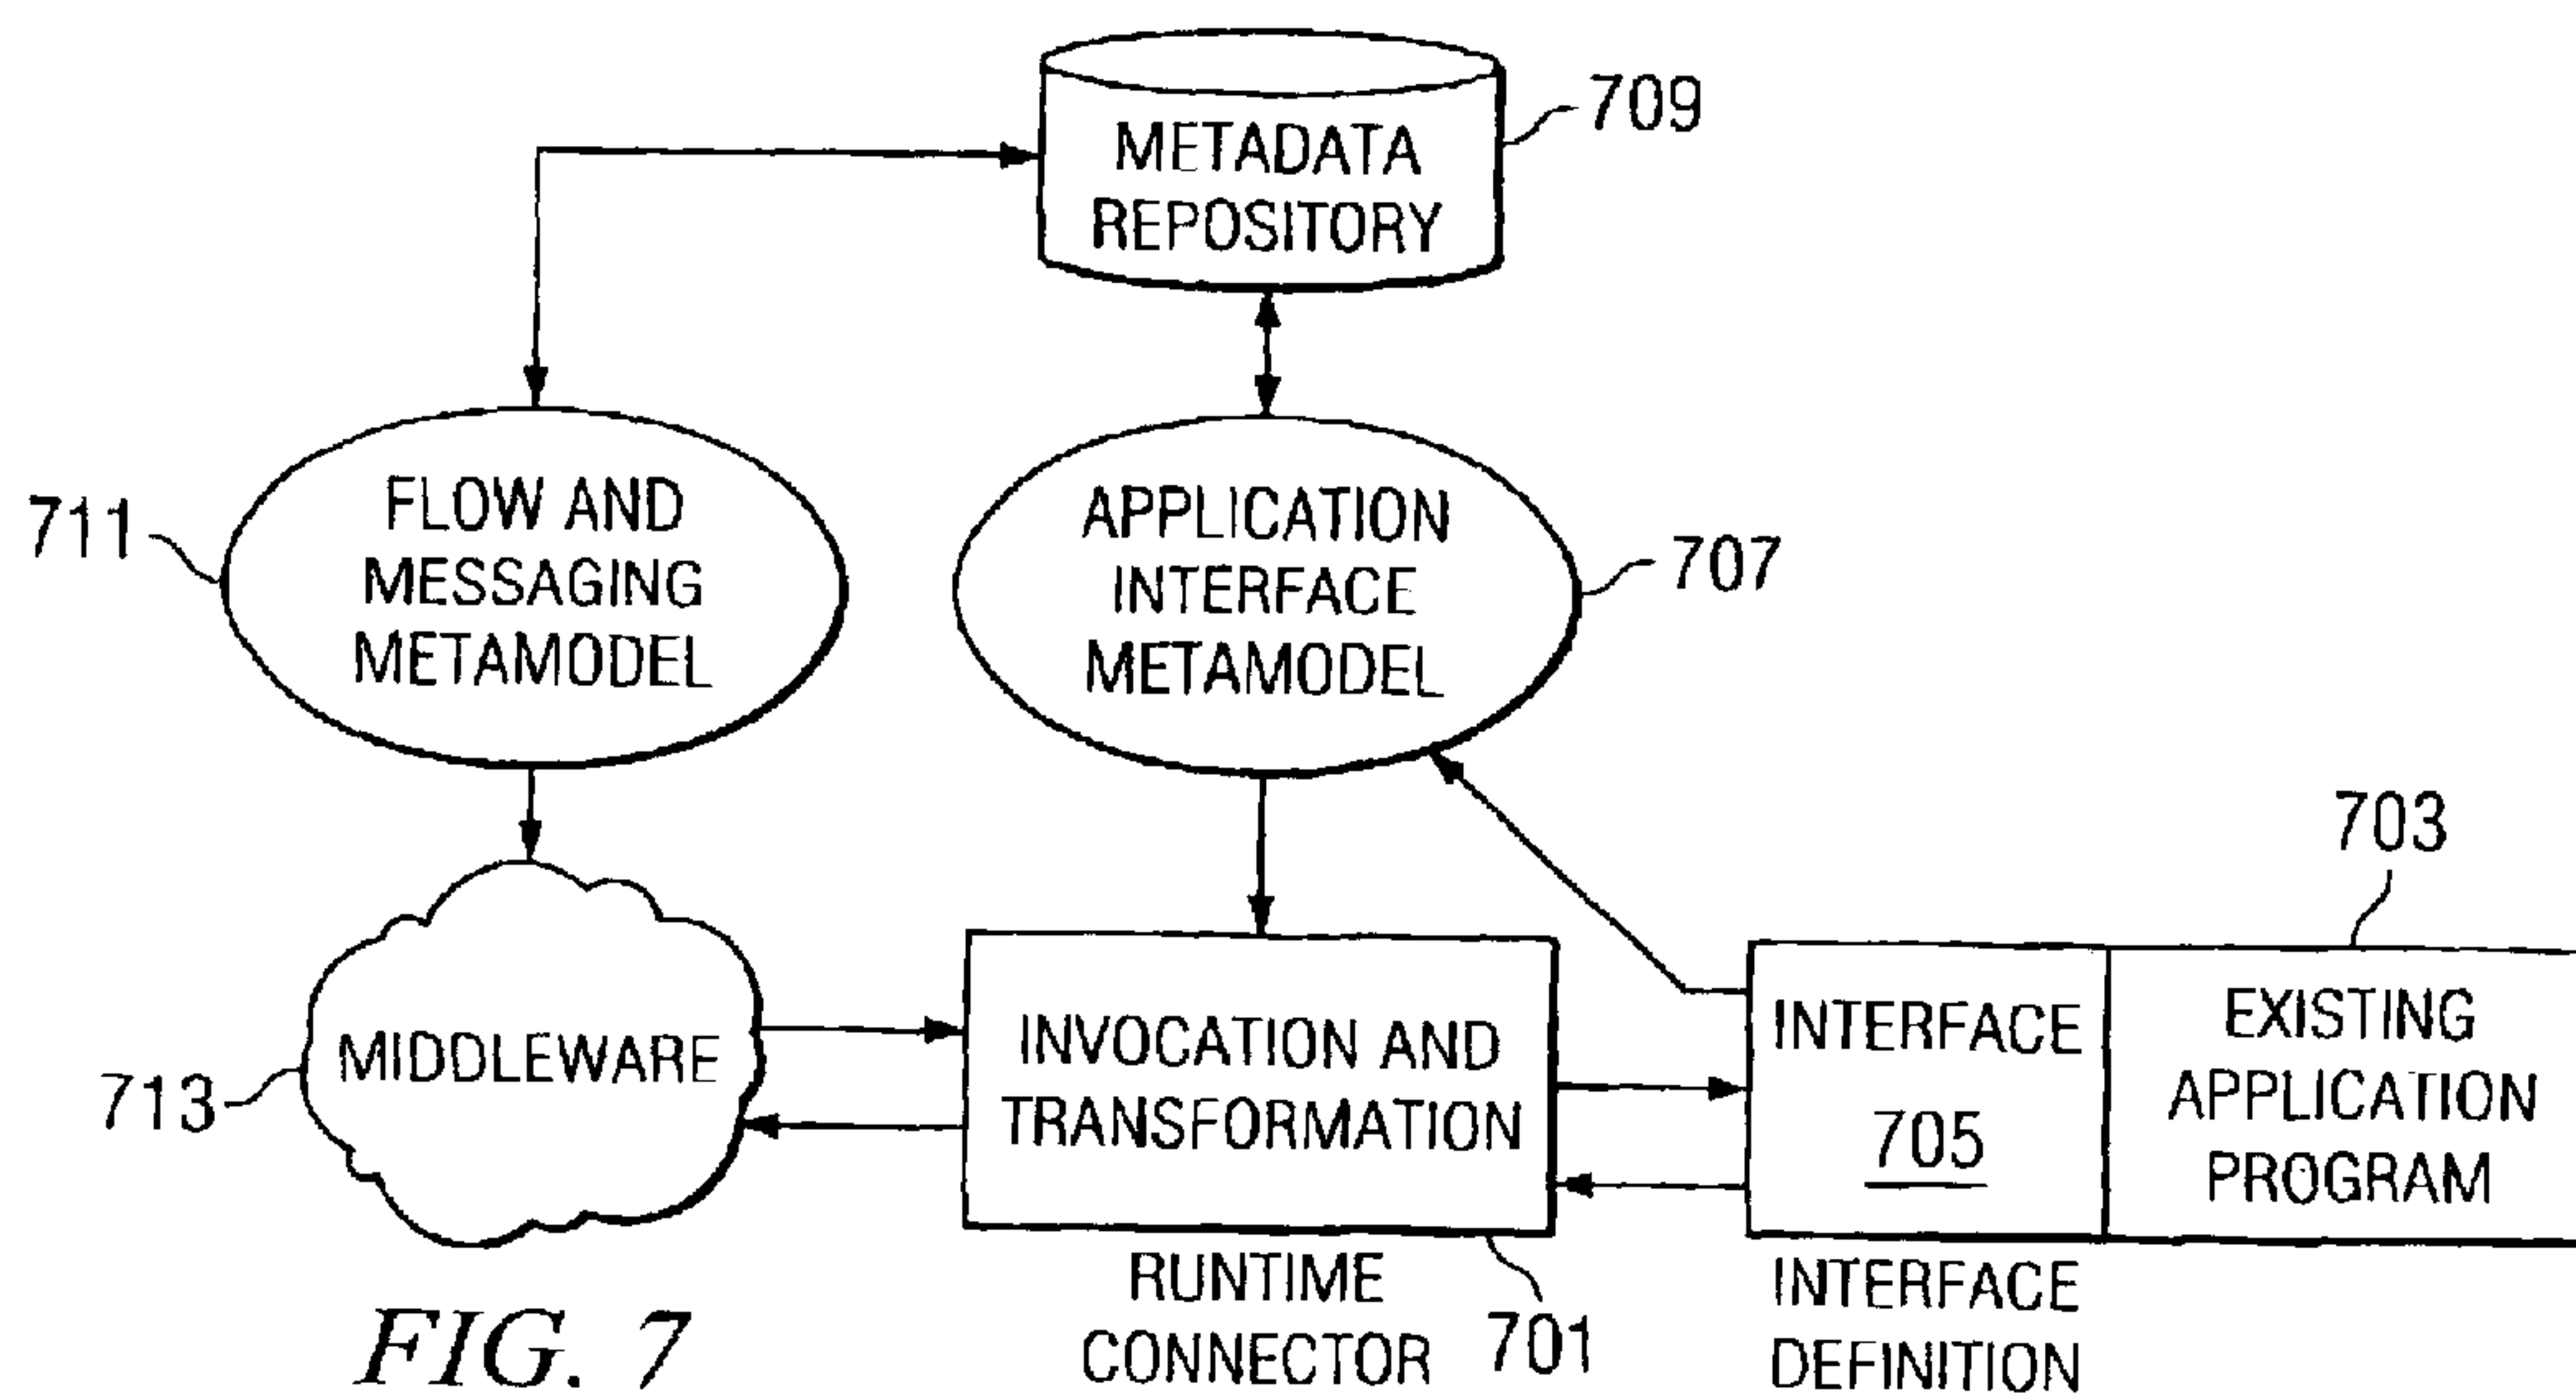 METADATA
REPOSITORY
709
FLOW AND
MESSAGING
METAMODEL
711
APPLICATION
INTERFACE
METAMODEL
707
703
MIDDLEWARE
713
INVOCATION AND
TRANSFORMATION
RUNTIME
CONNECTOR
701
INTERFACE
705
INTERFACE
DEFINITION
EXISTING
APPLICATION
PROGRAM
FIG. 7